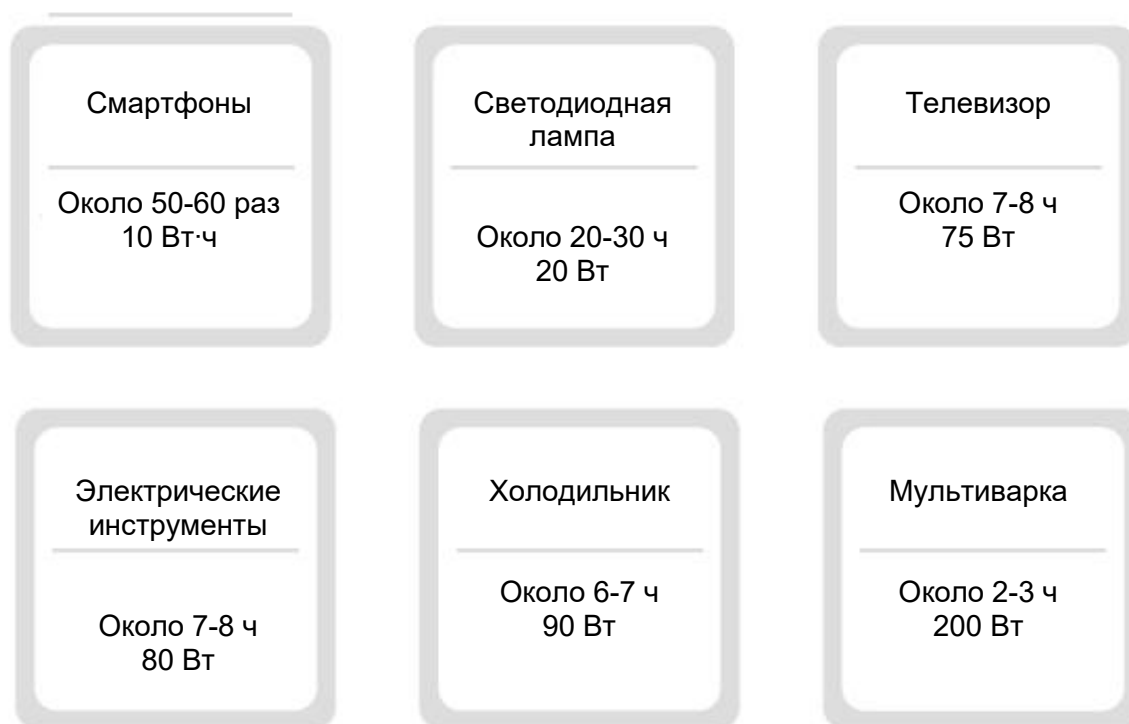 Смартфоны
Около 50-60 раз
10 Вт·ч
Светодиодная
лампа
Около 20-30 ч
20 Вт
Телевизор
Около 7-8 ч
75 Вт
Электрические
инструменты
Около 7-8 ч
80 Вт
Холодильник
Около 6-7 ч
90 Вт
Мультиварка
Около 2-3 ч
200 Вт